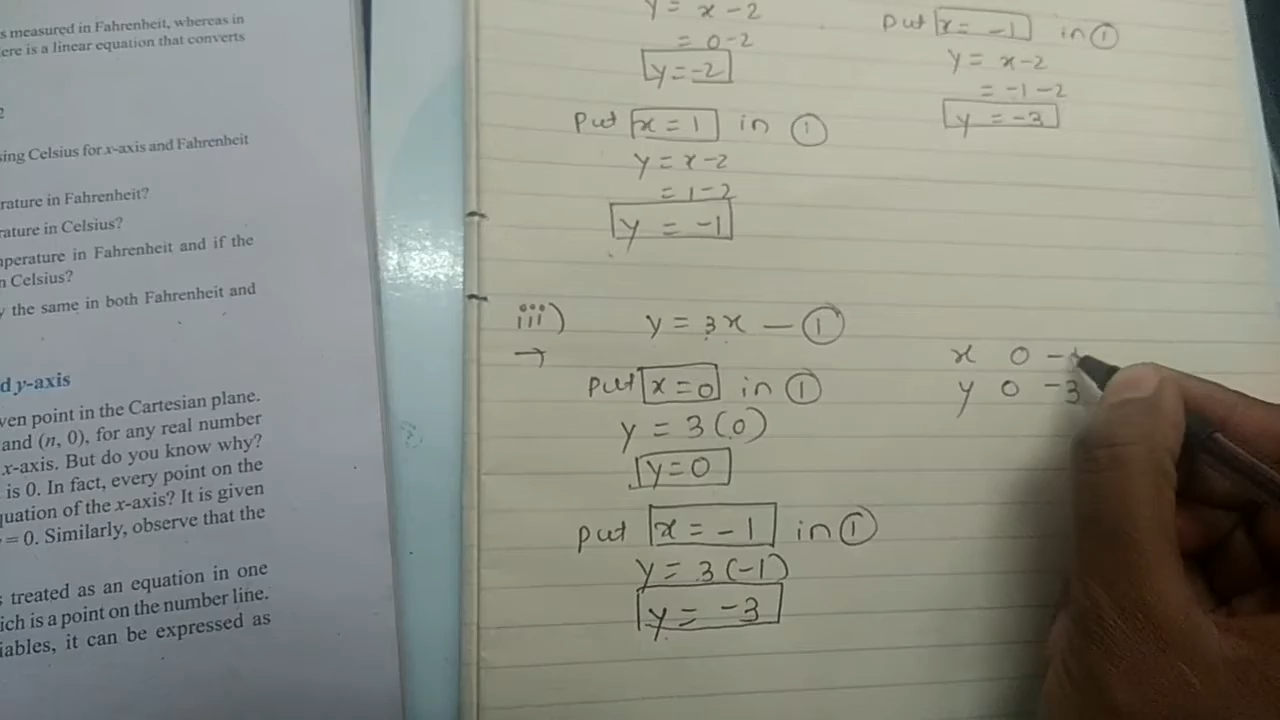 s measured in Fahrenheit, whereas in
ere is a linear equation that converts
2
sing Celsius for x-axis and Fahrenheit
rature in Fahrenheit?
rature in Celsius?
nperature in Fahrenheit and if the
n Celsius?
y the same in both Fahrenheit and
d y-axis
ven point in the Cartesian plane.
and (n, 0), for any real number
x-axis. But do you know why?
is 0. In fact, every point on the
quation of the x-axis? It is given
= 0. Similarly, observe that the
s treated as an equation in one
ich is a point on the number line.
iables, it can be expressed as
y = x-2
= 0-2
y=-2
put x=1 in ①
y = x-2
= 1-2
y = -1
put x= -1 in ①
y = x-2
= -1-2
y = -3
iii) y = 3x — ①
→
put x=0 in ①
y = 3(0)
y=0
put x= -1 in ①
y= 3(-1)
y= -3
x 0 -
y 0 -3